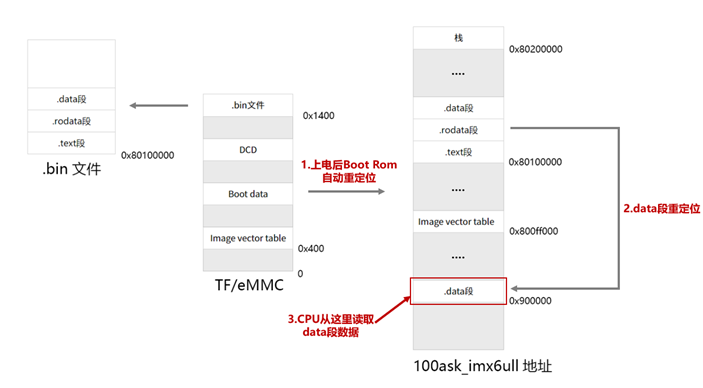 .data段
.rodata段
.text段
0x80100000
.bin 文件
.bin文件
0x1400
DCD
Boot data
Image vector table
0x400
0
TF/eMMC
1.上电后Boot Rom
自动重定位
栈
0x80200000
....
.data段
.rodata段
.text段
0x80100000
....
Image vector table
0x800ff000
....
.data段
0x900000
100ask_imx6ull 地址
2.data段重定位
3.CPU从这里读取
data段数据